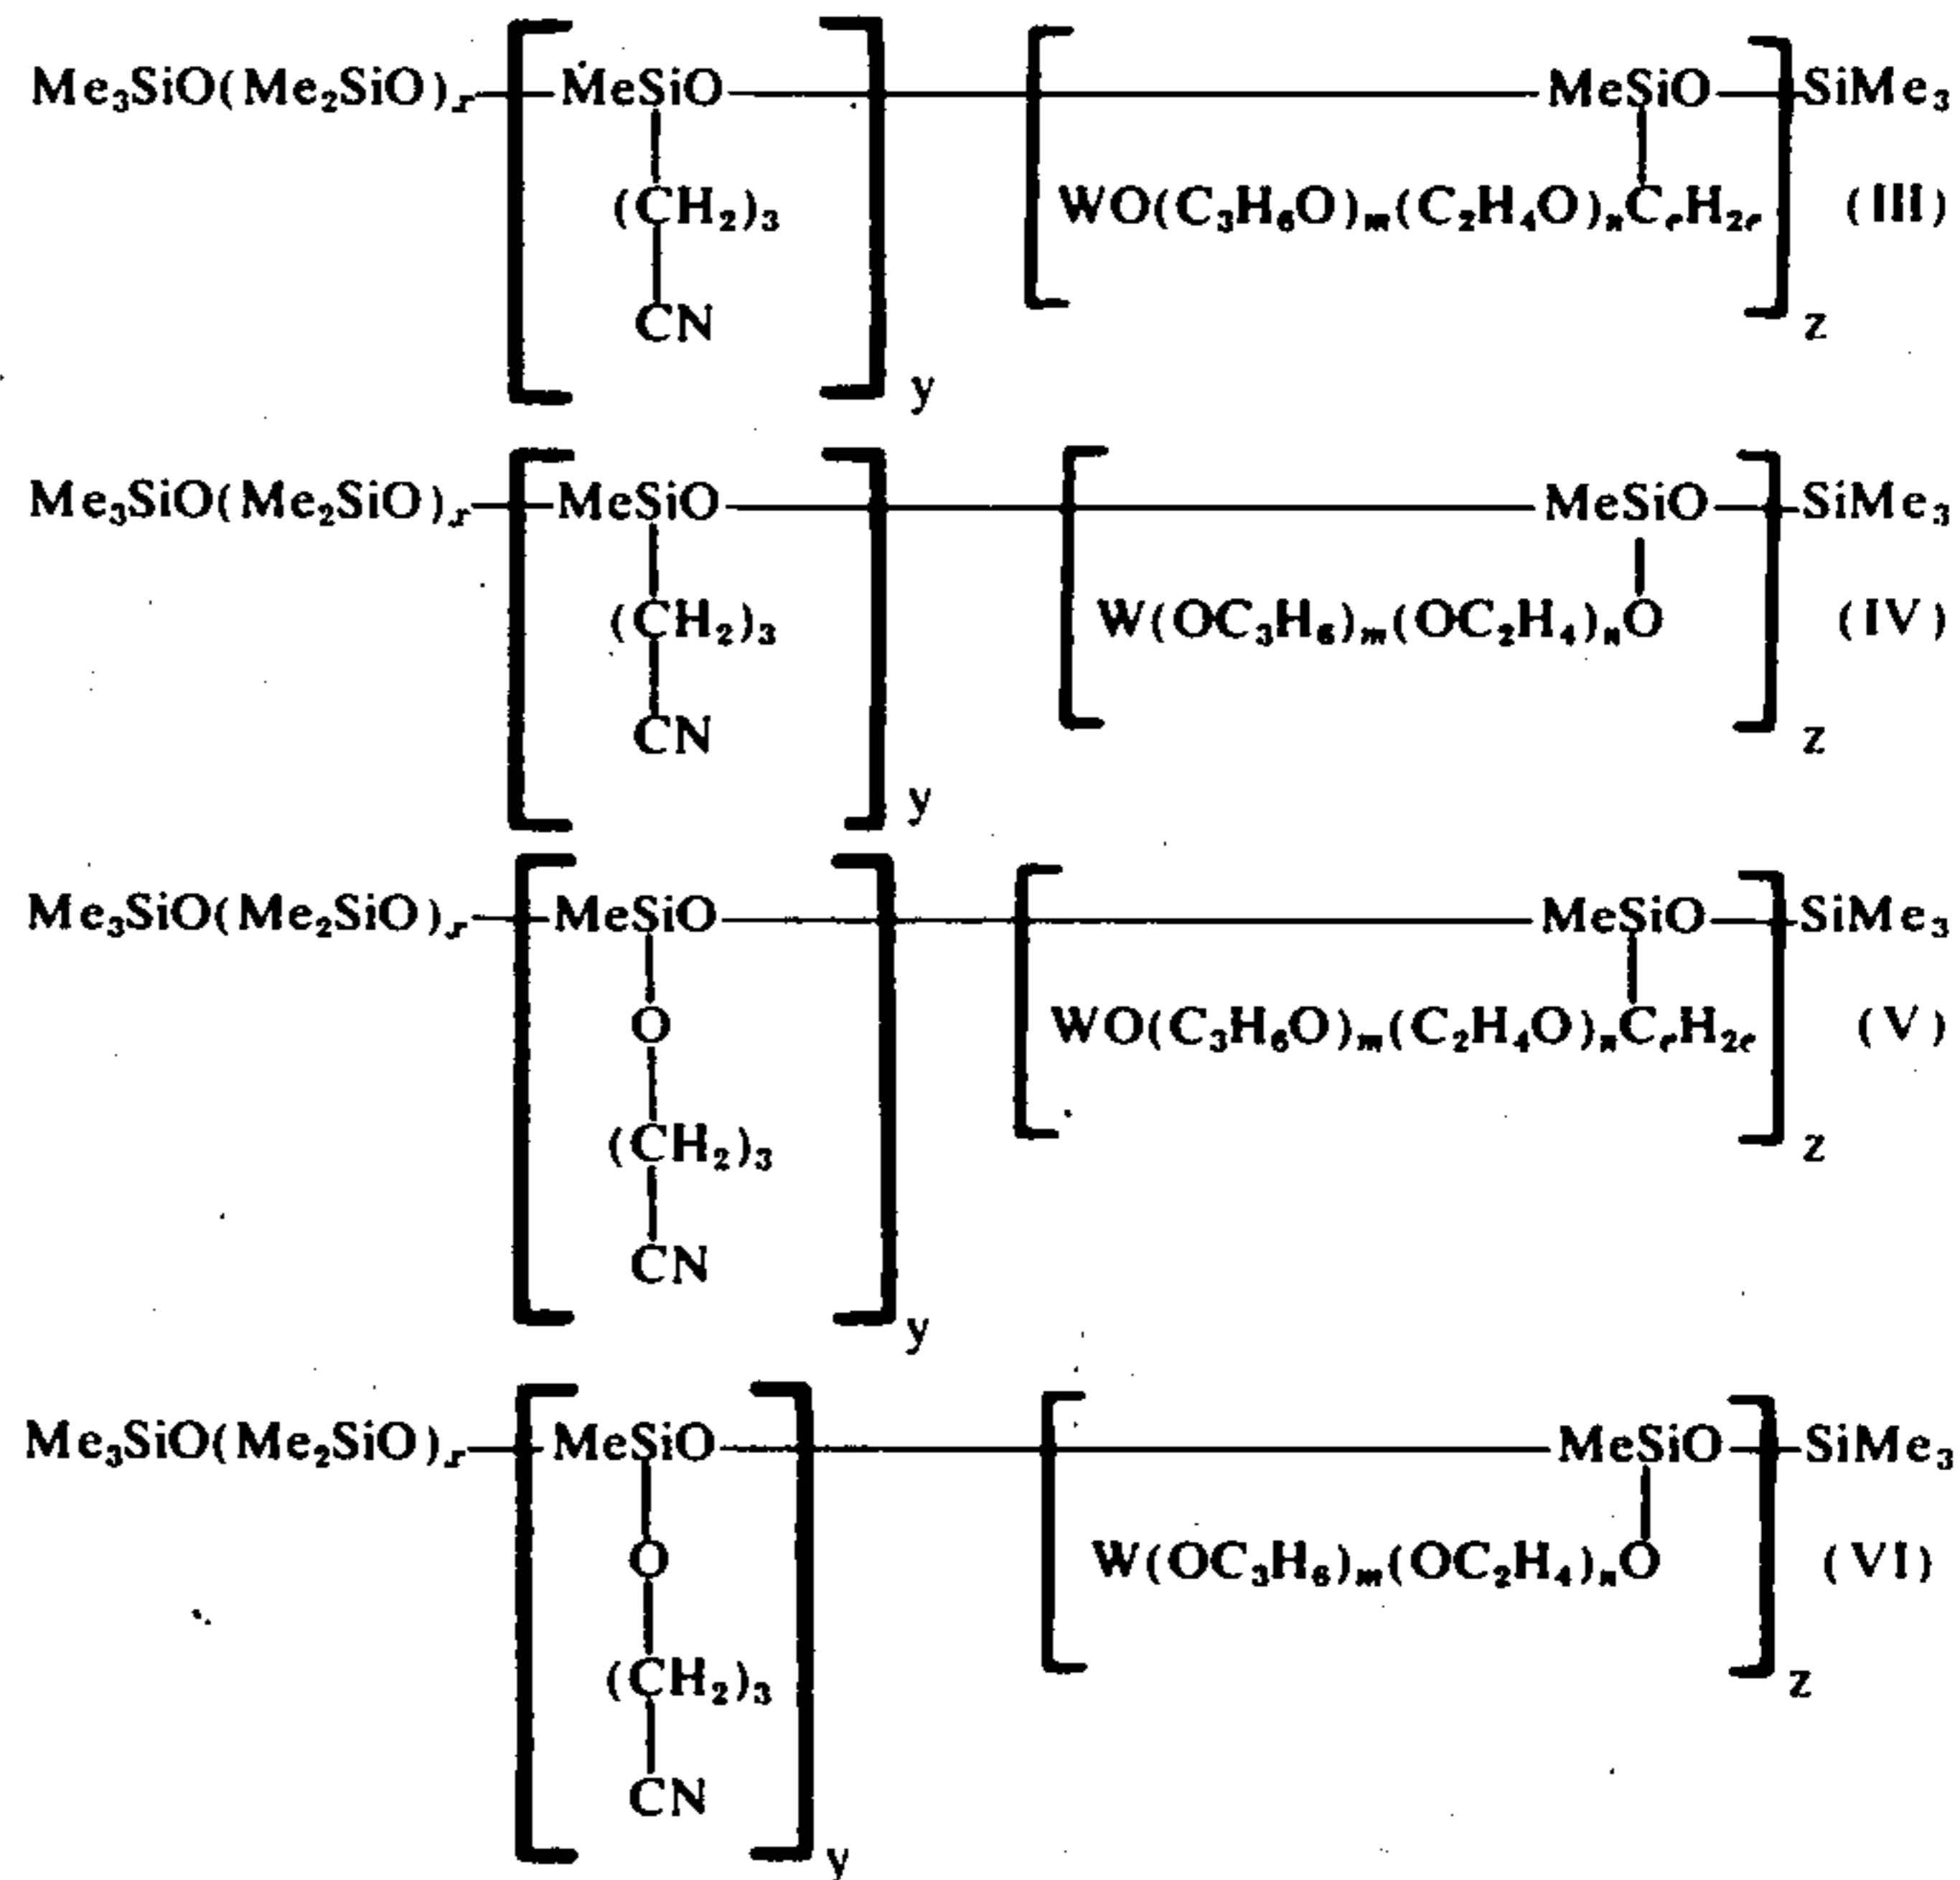 Me₃SiO(Me₂SiO)ₓ MeSiO MeSiO SiMe₃
(CH₂)₃ WO(C₃H₆O)ₘ(C₂H₄O)ₙCₑH₂ₑ (III)
CN z
y
Me₃SiO(Me₂SiO)ₓ MeSiO MeSiO SiMe₃
(CH₂)₃ W(OC₃H₆)ₘ(OC₂H₄)ₙO (IV)
CN z
y
Me₃SiO(Me₂SiO)ₓ MeSiO MeSiO SiMe₃
O WO(C₃H₆O)ₘ(C₂H₄O)ₙCₑH₂ₑ (V)
(CH₂)₃ z
CN
y
Me₃SiO(Me₂SiO)ₓ MeSiO MeSiO SiMe₃
O W(OC₃H₆)ₘ(OC₂H₄)ₙO (VI)
(CH₂)₃ z
CN
y